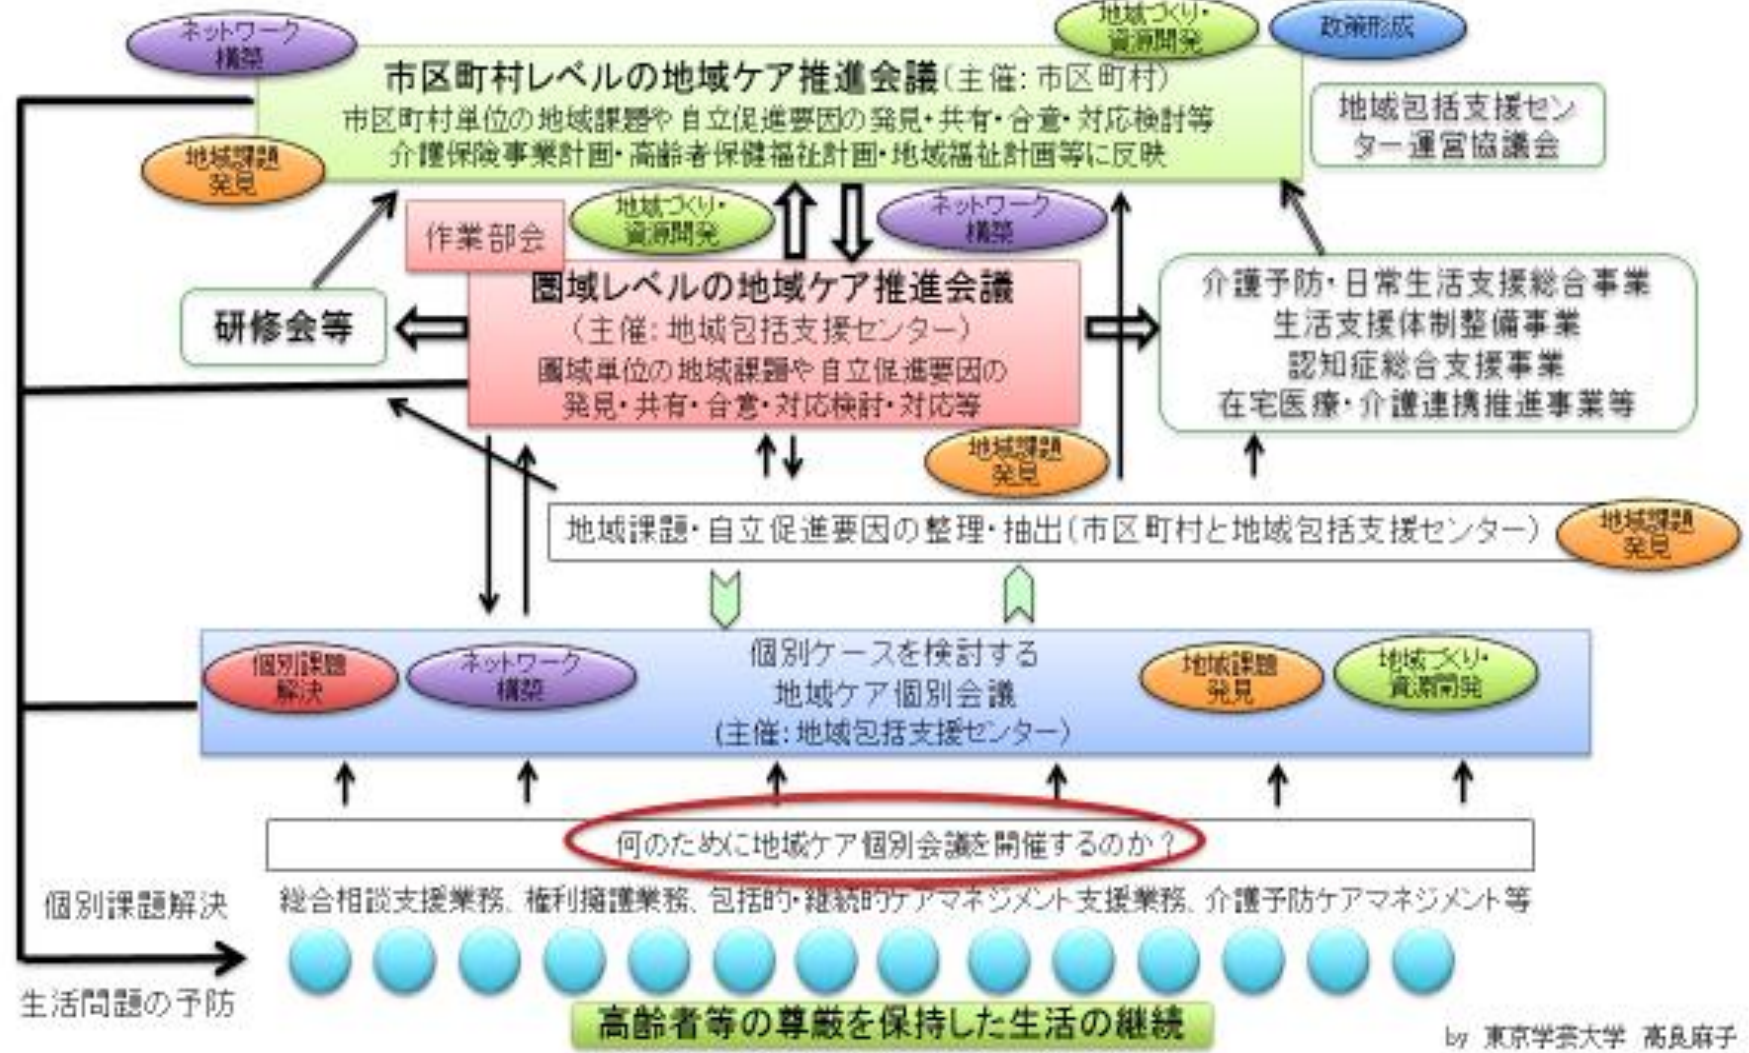 ネットワーク
構築
地域づくり・
資源開発
政策形成
市区町村レベルの地域ケア推進会議(主催:市区町村)
市区町村単位の地域課題や自立促進要因の発見・共有・合意・対応検討等
介護保険事業計画・高齢者保健福祉計画・地域福祉計画等に反映
地域包括支援セン
ター運営協議会
地域課題
発見
作業部会
地域づくり・
資源開発
ネットワーク
構築
圏域レベルの地域ケア推進会議
(主催:地域包括支援センター)
圏域単位の地域課題や自立促進要因の
発見・共有・合意・対応検討・対応等
研修会等
介護予防・日常生活支援総合事業
生活支援体制整備事業
認知症総合支援事業
在宅医療・介護連携推進事業等
地域課題
発見
地域課題・自立促進要因の整理・抽出(市区町村と地域包括支援センター)
地域課題
発見
個別課題
解決
ネットワーク
構築
個別ケースを検討する
地域ケア個別会議
(主催:地域包括支援センター)
地域課題
発見
地域づくり・
資源開発
何のために地域ケア個別会議を開催するのか?
個別課題解決
総合相談支援業務、権利擁護業務、包括的・継続的ケアマネジメント支援業務、介護予防ケアマネジメント等
生活問題の予防
高齢者等の尊厳を保持した生活の継続
by 東京学芸大学 高良麻子